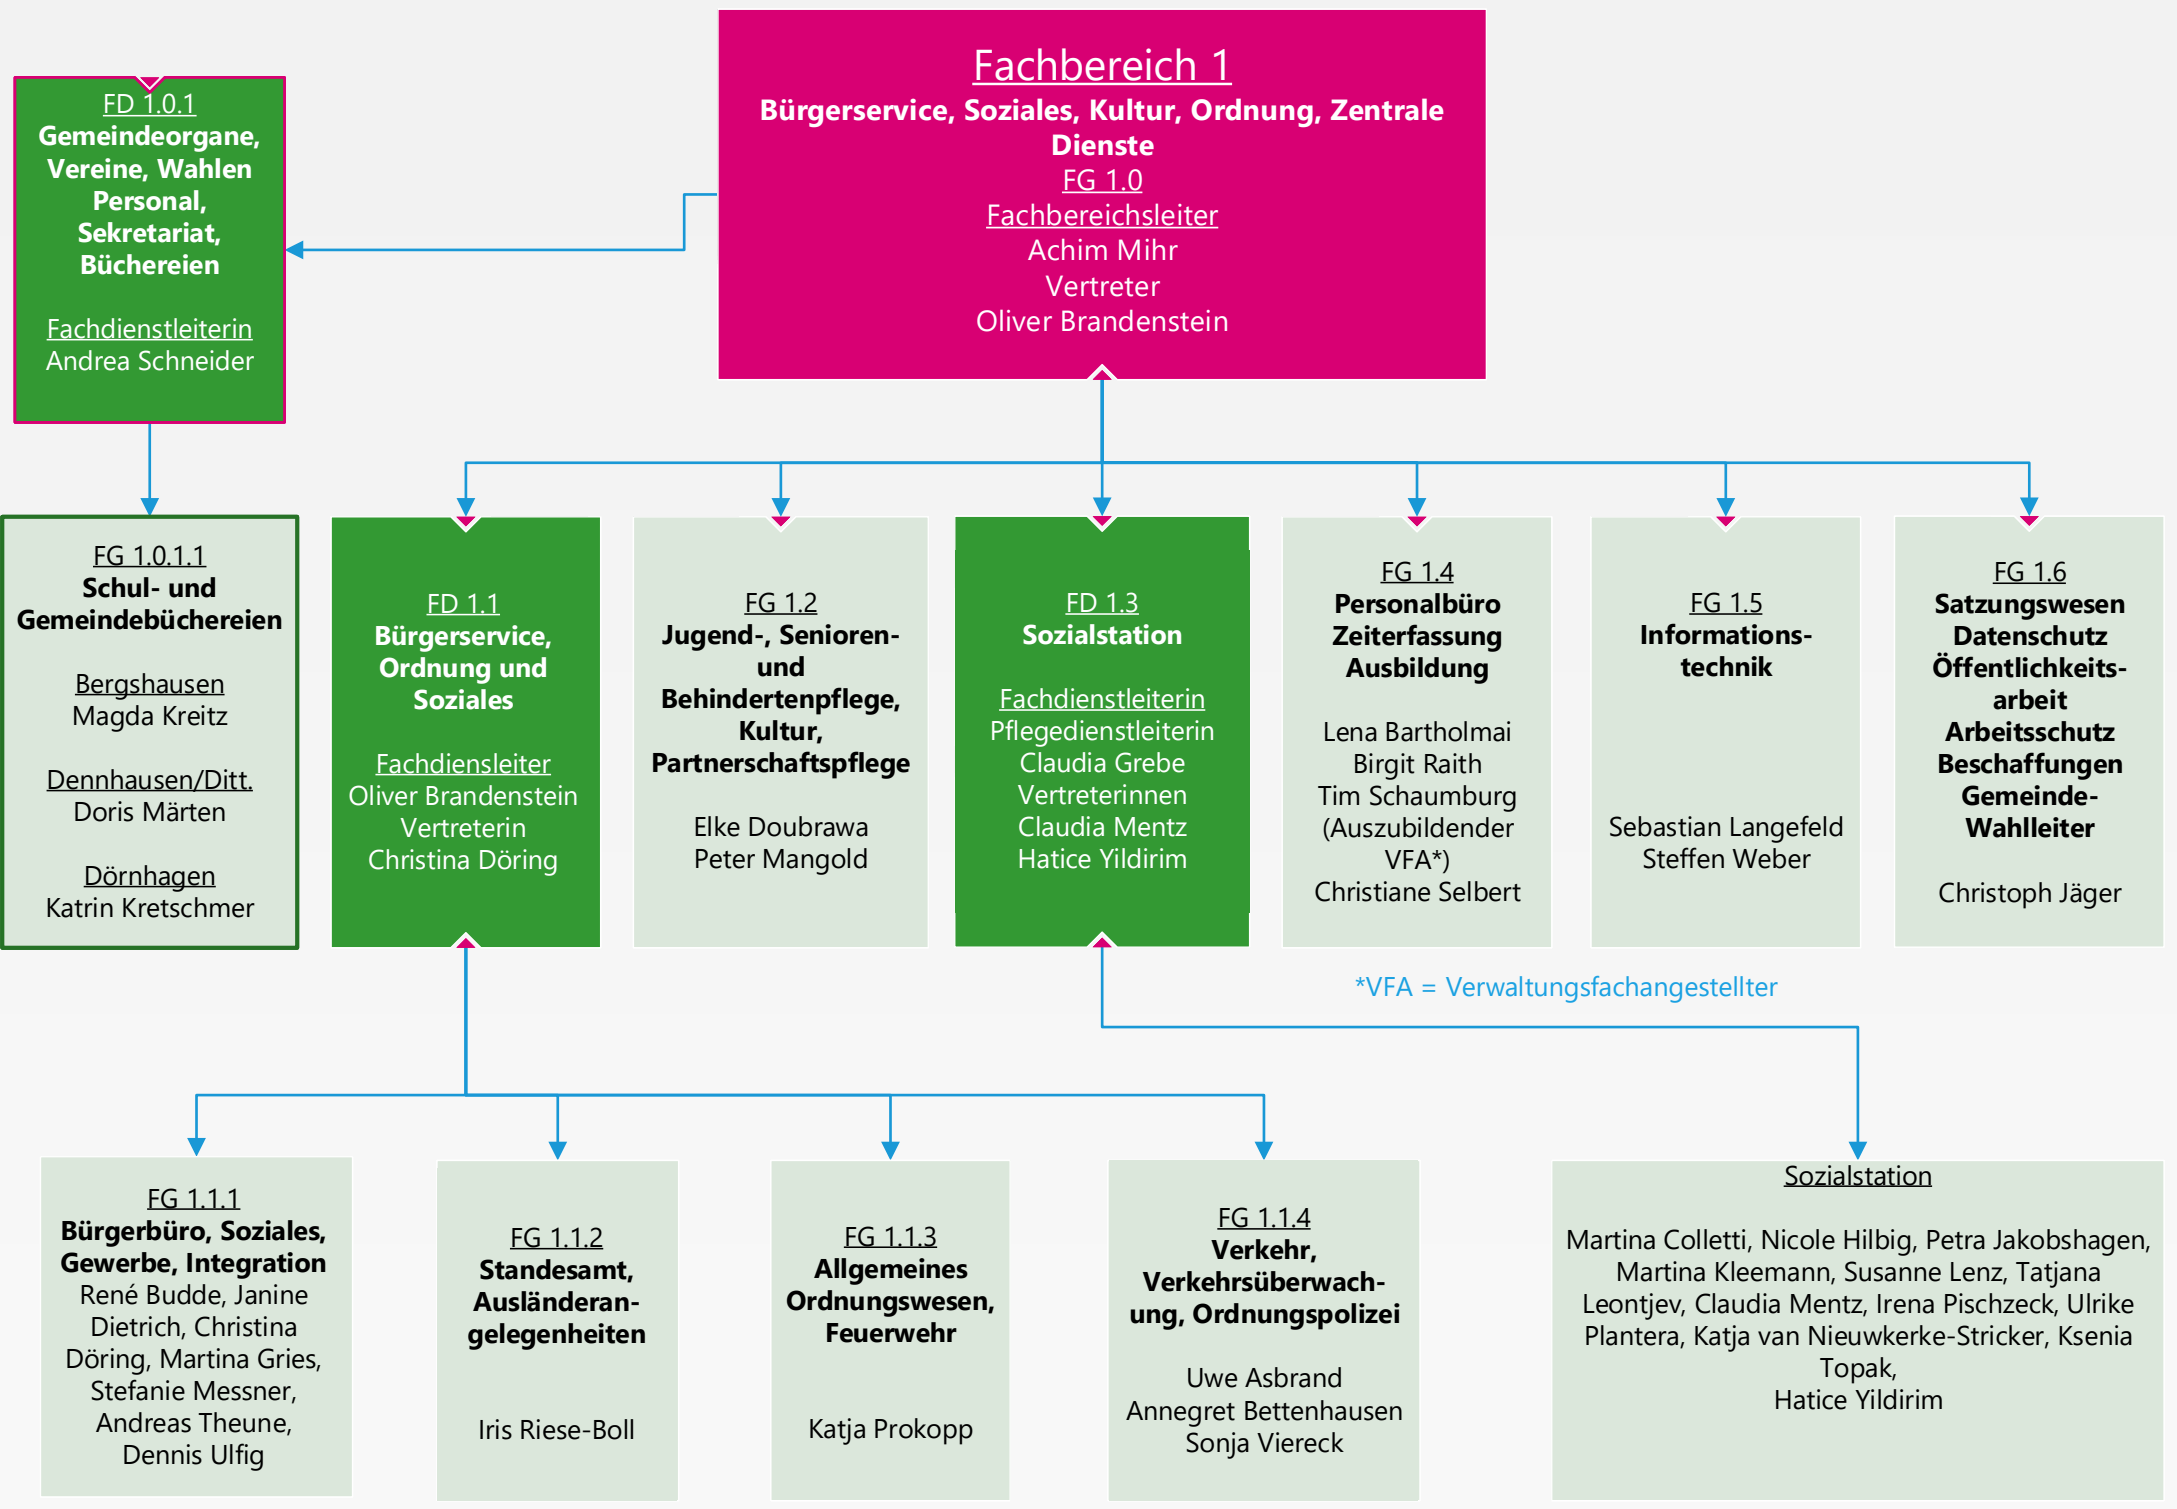 Fachbereich 1
Bürgerservice, Soziales, Kultur, Ordnung, Zentrale
Dienste
FG 1.0
Fachbereichsleiter
Achim Mihr
Vertreter
Oliver Brandenstein
FD 1.0.1
Gemeindeorgane,
Vereine, Wahlen
Personal,
Sekretariat,
Büchereien
Fachdienstleiterin
Andrea Schneider
FG 1.0.1.1
Schul- und
Gemeindebüchereien
Bergshausen
Magda Kreitz
Dennhausen/Ditt.
Doris Märten
Dörnhagen
Katrin Kretschmer
FD 1.1
Bürgerservice,
Ordnung und
Soziales
Fachdiensleiter
Oliver Brandenstein
Vertreterin
Christina Döring
FG 1.2
Jugend-, Senioren-
und
Behindertenpflege,
Kultur,
Partnerschaftspflege
Elke Doubrawa
Peter Mangold
FD 1.3
Sozialstation
Fachdienstleiterin
Pflegedienstleiterin
Claudia Grebe
Vertreterinnen
Claudia Mentz
Hatice Yildirim
FG 1.4
Personalbüro
Zeiterfassung
Ausbildung
Lena Bartholmai
Birgit Raith
Tim Schaumburg
(Auszubildender
VFA*)
Christiane Selbert
FG 1.5
Informations-
technik
Sebastian Langefeld
Steffen Weber
FG 1.6
Satzungswesen
Datenschutz
Öffentlichkeits-
arbeit
Arbeitsschutz
Beschaffungen
Gemeinde-
Wahlleiter
Christoph Jäger
*VFA = Verwaltungsfachangestellter
FG 1.1.1
Bürgerbüro, Soziales,
Gewerbe, Integration
René Budde, Janine
Dietrich, Christina
Döring, Martina Gries,
Stefanie Messner,
Andreas Theune,
Dennis Ulfig
FG 1.1.2
Standesamt,
Ausländeran-
gelegenheiten
Iris Riese-Boll
FG 1.1.3
Allgemeines
Ordnungswesen,
Feuerwehr
Katja Prokopp
FG 1.1.4
Verkehr,
Verkehrsüberwach-
ung, Ordnungspolizei
Uwe Asbrand
Annegret Bettenhausen
Sonja Viereck
Sozialstation
Martina Colletti, Nicole Hilbig, Petra Jakobshagen,
Martina Kleemann, Susanne Lenz, Tatjana
Leontjev, Claudia Mentz, Irena Pischzeck, Ulrike
Plantera, Katja van Nieuwkerke-Stricker, Ksenia
Topak,
Hatice Yildirim